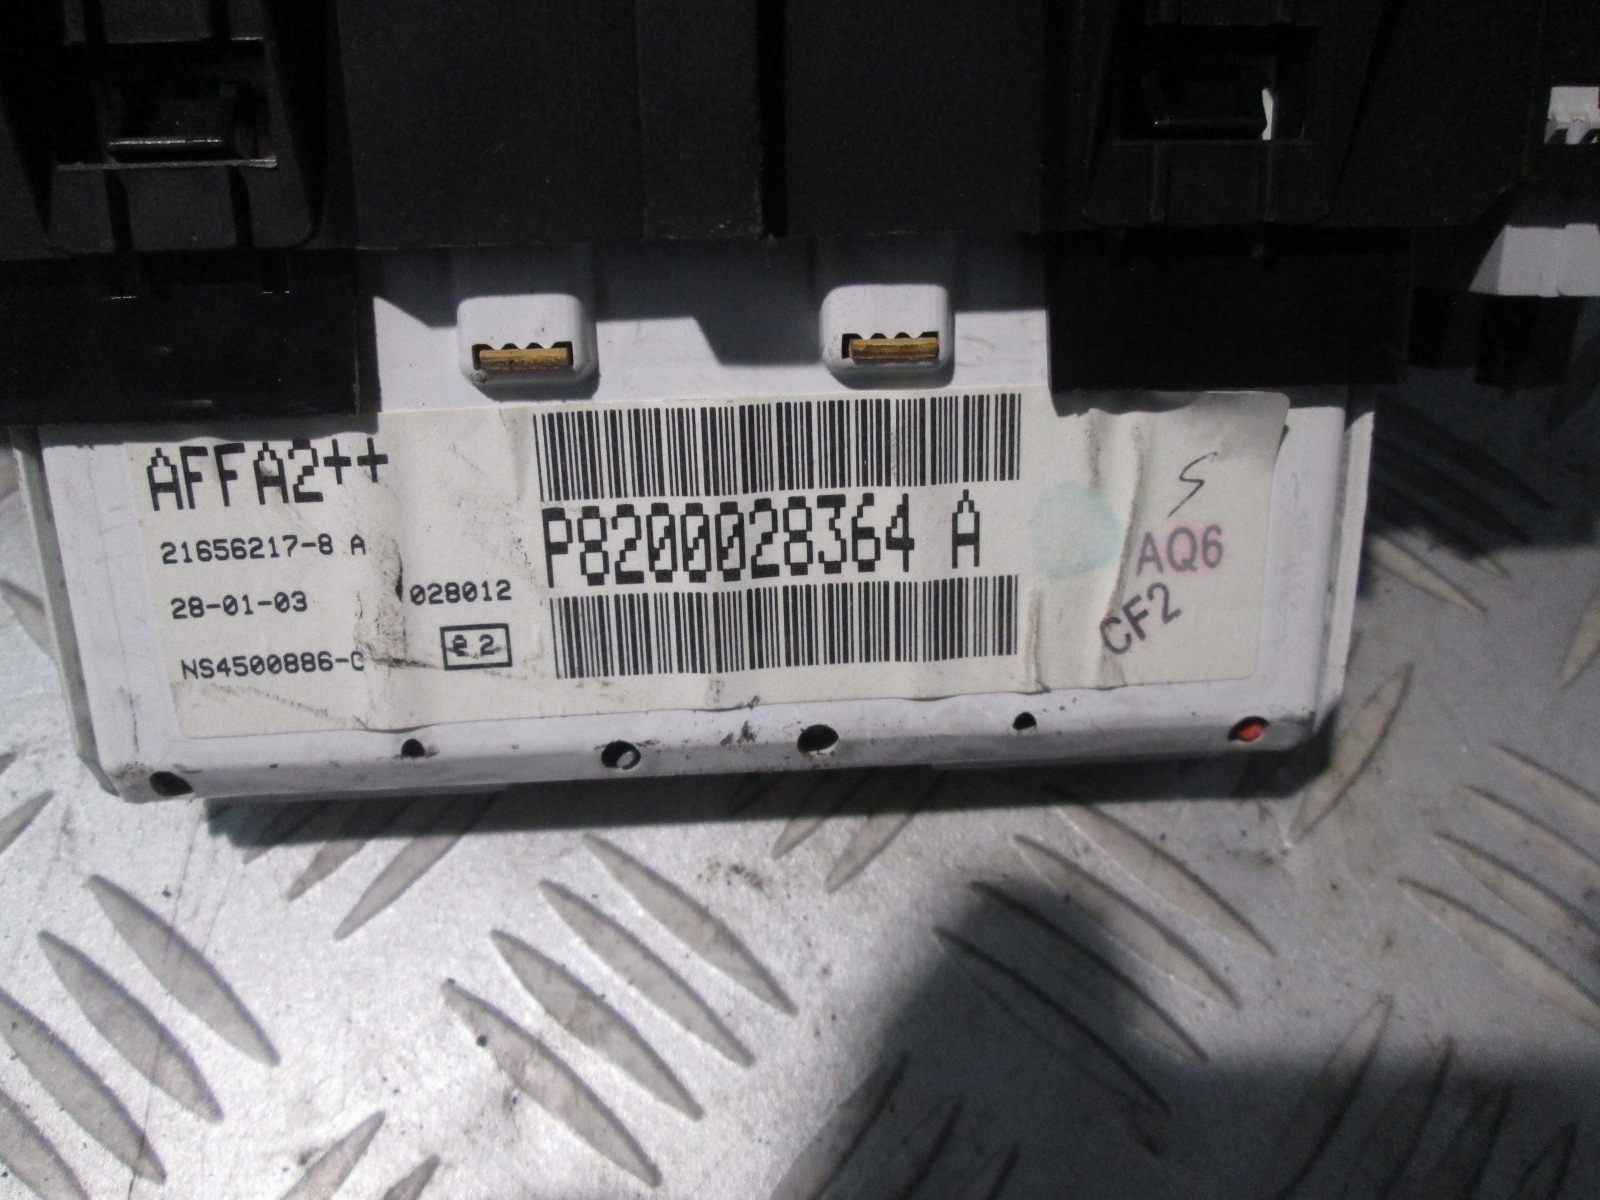 AFFA2++
21656217-8 A
28-01-03
028012
NS4500886-C
P8200028364 A
S
AQ6
CF2